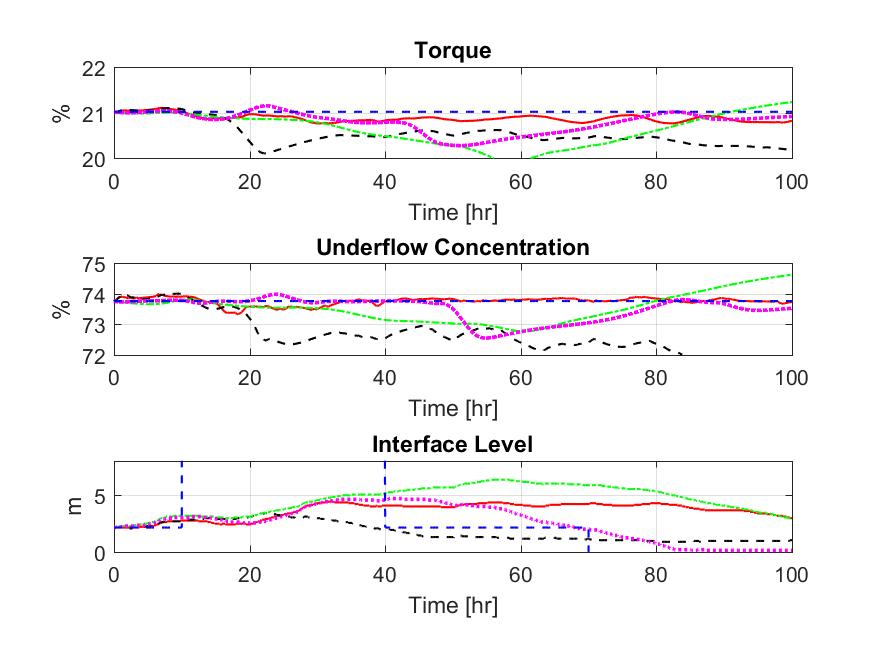 Torque
22
21
20
%
0 20 40 60 80 100
Time [hr]
Underflow Concentration
75
74
73
72
%
0 20 40 60 80 100
Time [hr]
Interface Level
5
0
m
0 20 40 60 80 100
Time [hr]